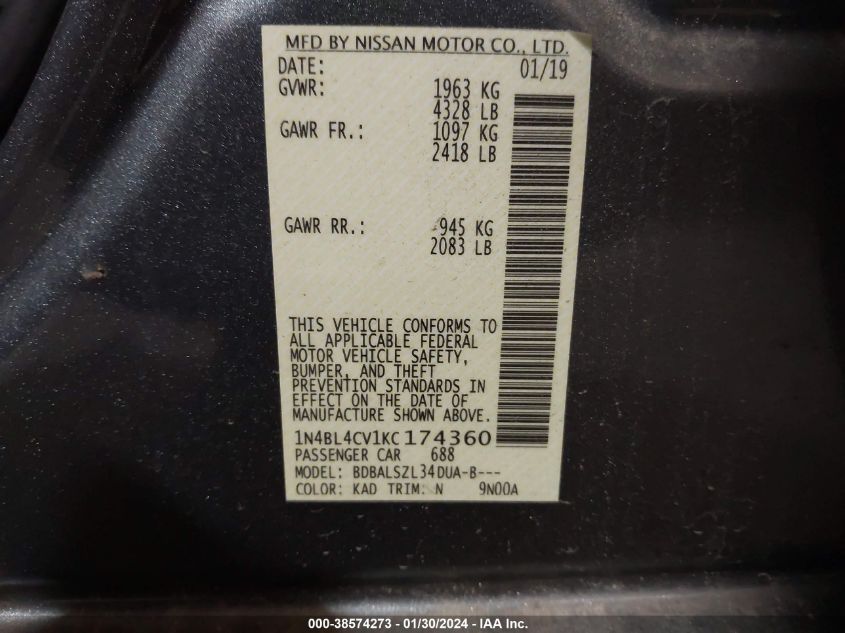 MFD BY NISSAN MOTOR CO., LTD.
DATE: 01/19
GVWR: 1963 KG
4328 LB
GAWR FR.: 1097 KG
2418 LB
GAWR RR.: 945 KG
2083 LB
THIS VEHICLE CONFORMS TO
ALL APPLICABLE FEDERAL
MOTOR VEHICLE SAFETY,
BUMPER, AND THEFT
PREVENTION STANDARDS IN
EFFECT ON THE DATE OF
MANUFACTURE SHOWN ABOVE.
1N4BL4CV1KC174360
PASSENGER CAR 688
MODEL: BDBALSZL34DUA-B---
COLOR: KAD TRIM: N 9N00A
000-38574273 - 01/30/2024 - IAA Inc.